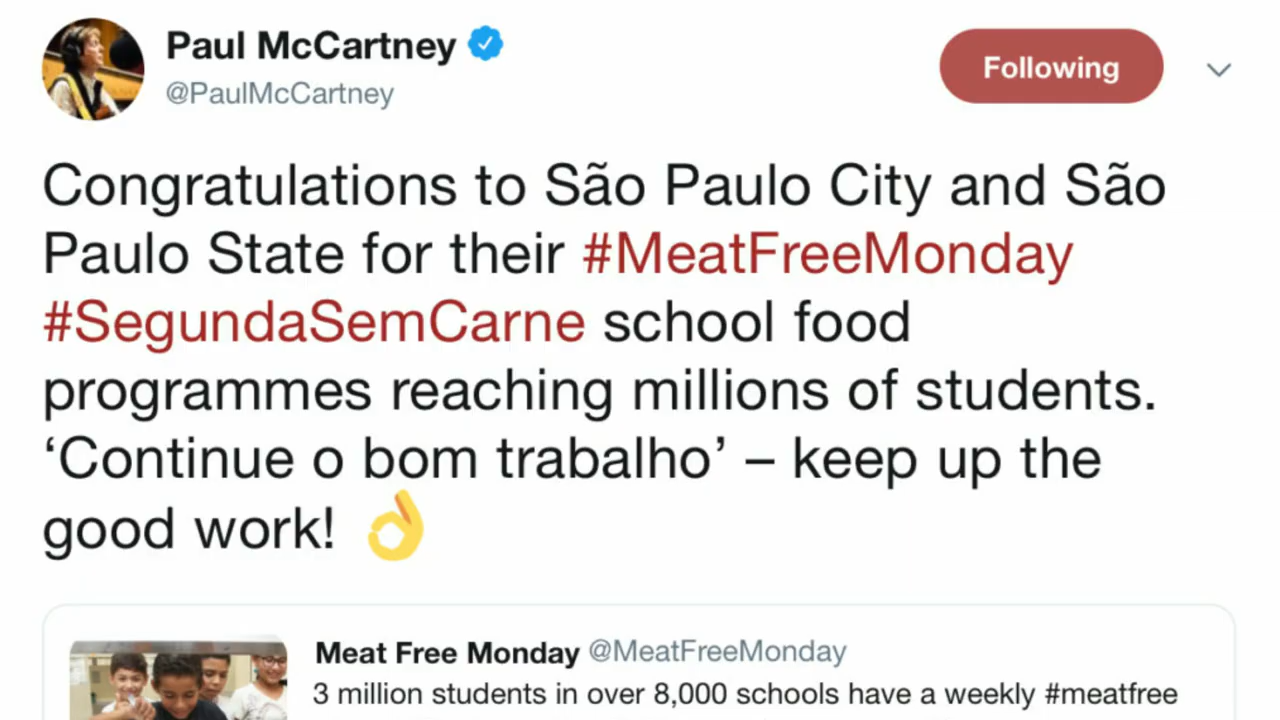 Paul McCartney
@PaulMcCartney
Following
Congratulations to São Paulo City and São
Paulo State for their #MeatFreeMonday
#SegundaSemCarne school food
programmes reaching millions of students.
‘Continue o bom trabalho’ – keep up the
good work! 👌
Meat Free Monday @MeatFreeMonday
3 million students in over 8,000 schools have a weekly #meatfree